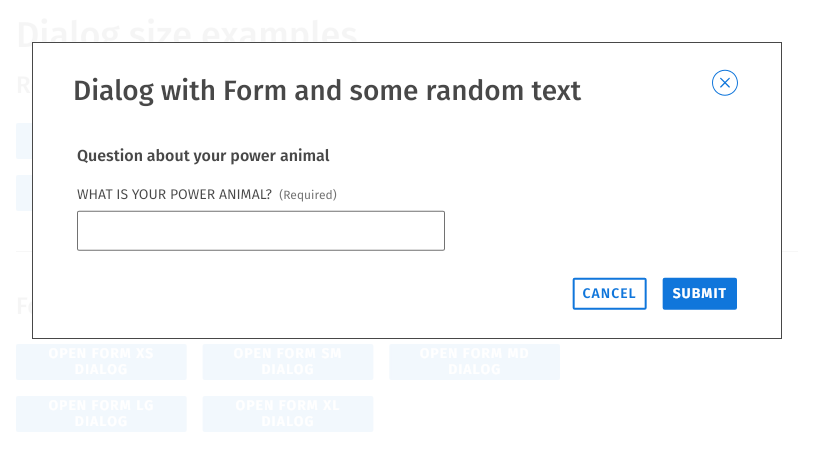 Dialog size examples
Dialog with Form and some random text
Question about your power animal
WHAT IS YOUR POWER ANIMAL? (Required)
CANCEL SUBMIT
OPEN FORM XS DIALOG
OPEN FORM SM DIALOG
OPEN FORM MD DIALOG
OPEN FORM LG DIALOG
OPEN FORM XL DIALOG